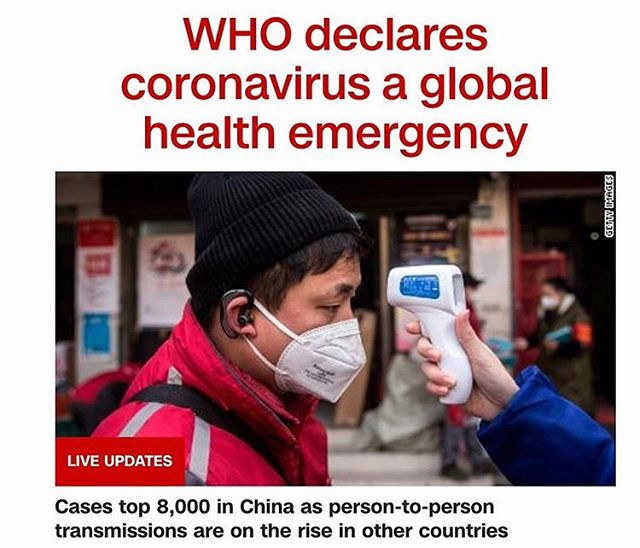 WHO declares
coronavirus a global
health emergency
GETTY IMAGES
LIVE UPDATES
Cases top 8,000 in China as person-to-person
transmissions are on the rise in other countries